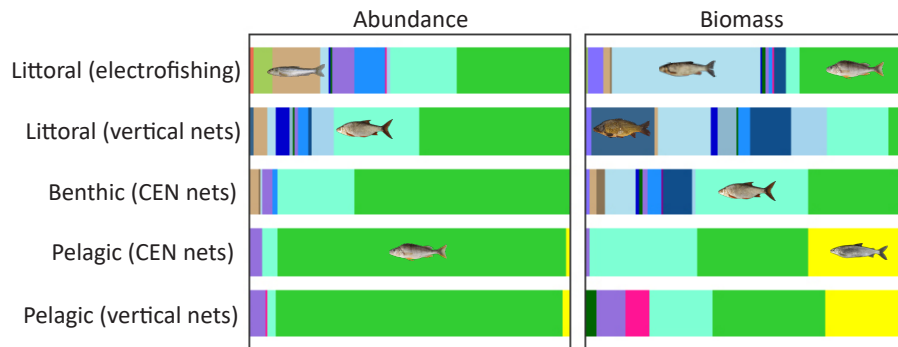 Abundance Biomass
Littoral (electrofishing)
Littoral (vertical nets)
Benthic (CEN nets)
Pelagic (CEN nets)
Pelagic (vertical nets)